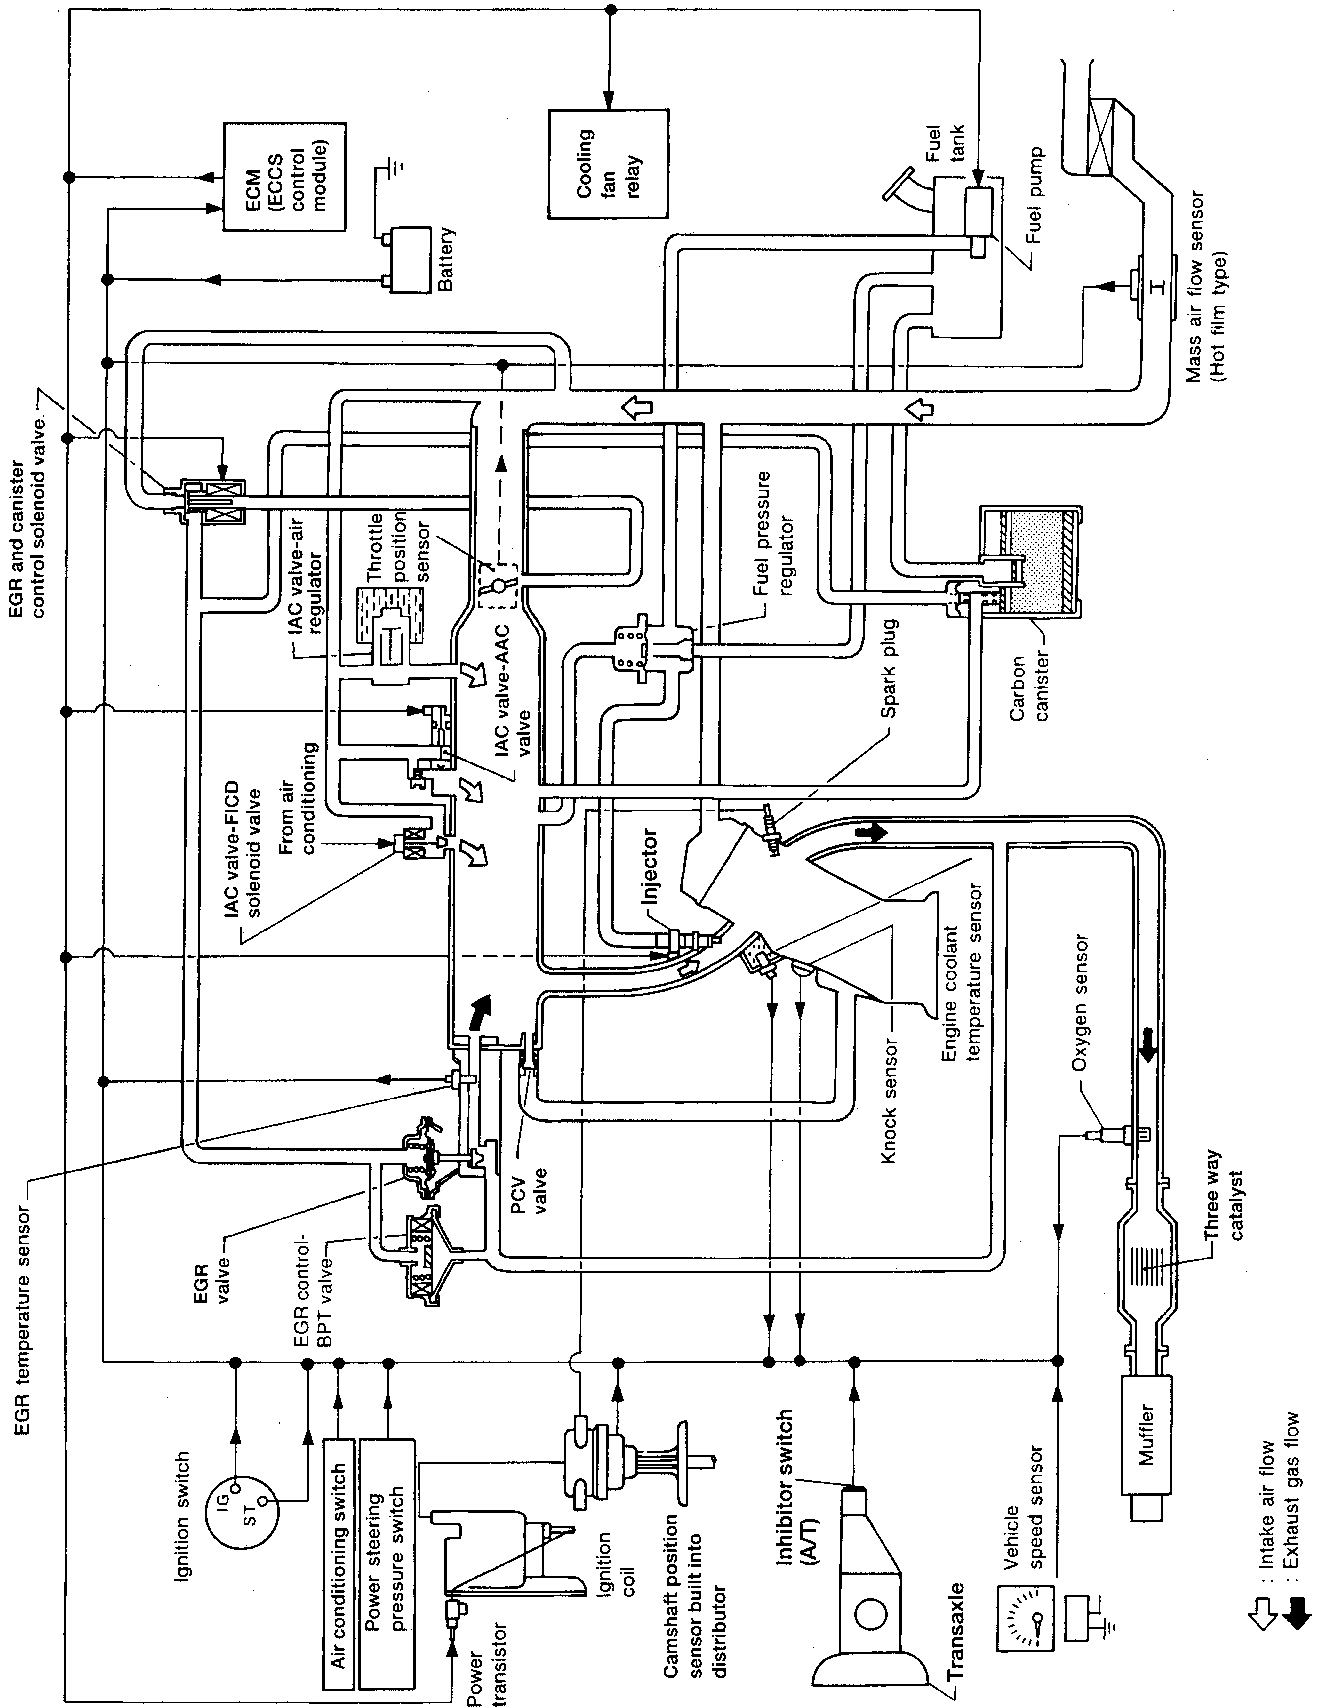 EGR and canister
control solenoid valve
ECM
(ECCS
control
module)
Battery
Cooling
fan
relay
Fuel
tank
Fuel pump
Mass air flow sensor
(Hot film type)
IAC valve-air
regulator
Throttle
position
sensor
Fuel pressure
regulator
IAC valve-AAC
valve
Spark plug
Carbon
canister
IAC valve-FICD
solenoid valve
From air
conditioning
Injector
Engine coolant
temperature sensor
Knock sensor
Oxygen sensor
EGR temperature sensor
EGR
valve
EGR control-
BPT valve
PCV
valve
Three way
catalyst
Muffler
Ignition switch
IG
ST
Air conditioning switch
Power steering
pressure switch
Power
transistor
Ignition
coil
Camshaft position
sensor built into
distributor
Inhibitor switch
(A/T)
Transaxle
Vehicle
speed sensor
: Intake air flow
: Exhaust gas flow